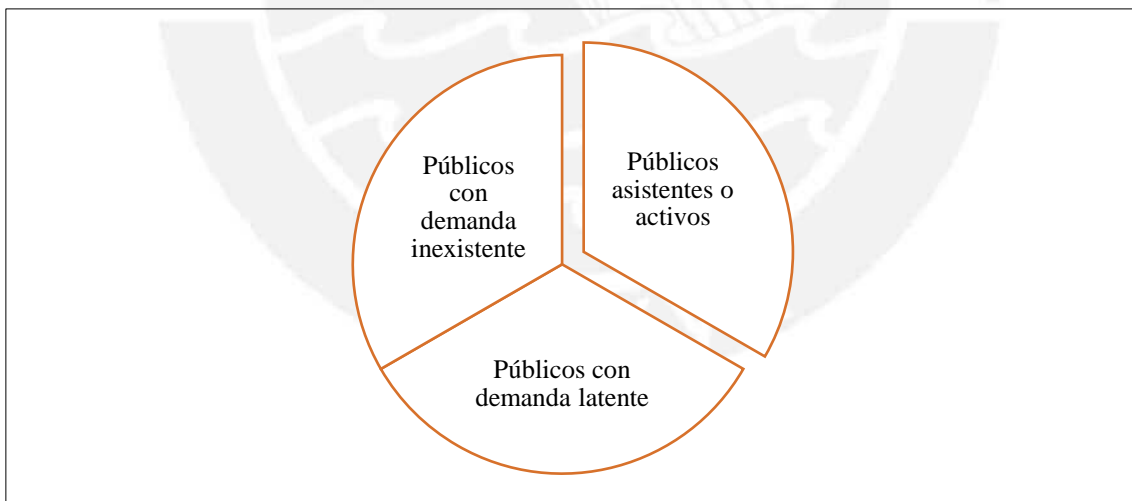 Públicos
con
demanda
inexistente
Públicos
asistentes o
activos
Públicos con
demanda latente